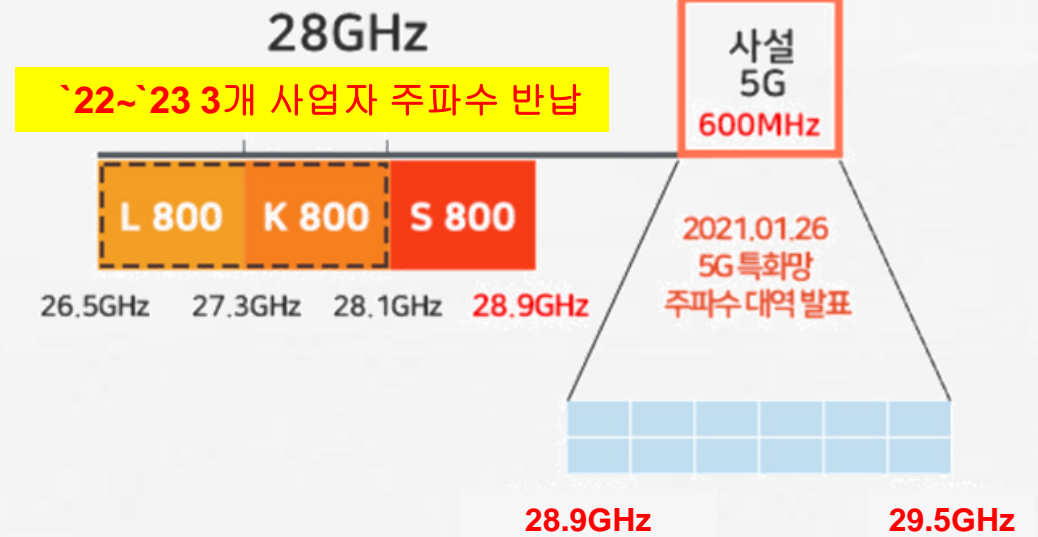 28GHz
`22~`23 3개 사업자 주파수 반납
사설
5G
600MHz
L 800 K 800 S 800
26.5GHz 27.3GHz 28.1GHz 28.9GHz
2021.01.26
5G 특화망
주파수 대역 발표
28.9GHz 29.5GHz